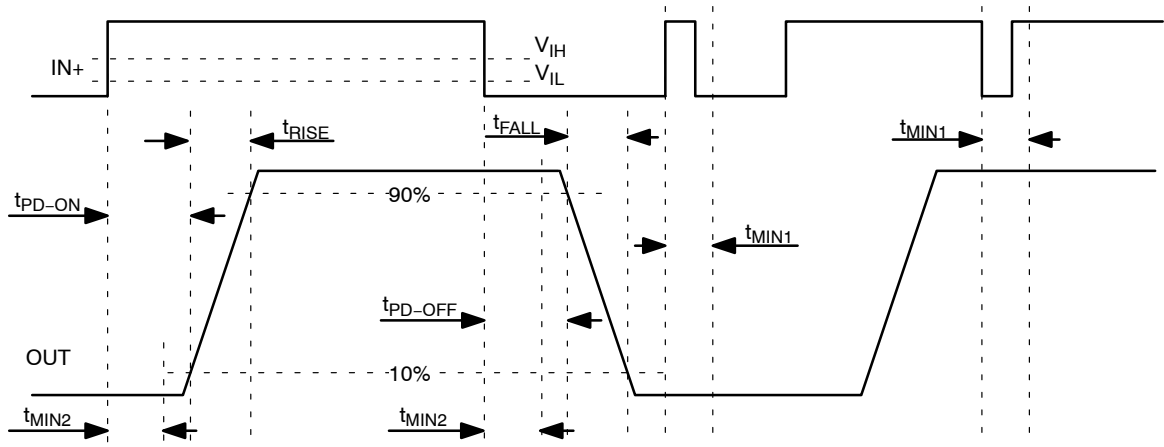 V_IH
IN+
V_IL
t_RISE
t_FALL
t_MIN1
90%
t_PD−ON
t_MIN1
t_PD−OFF
OUT
10%
t_MIN2
t_MIN2